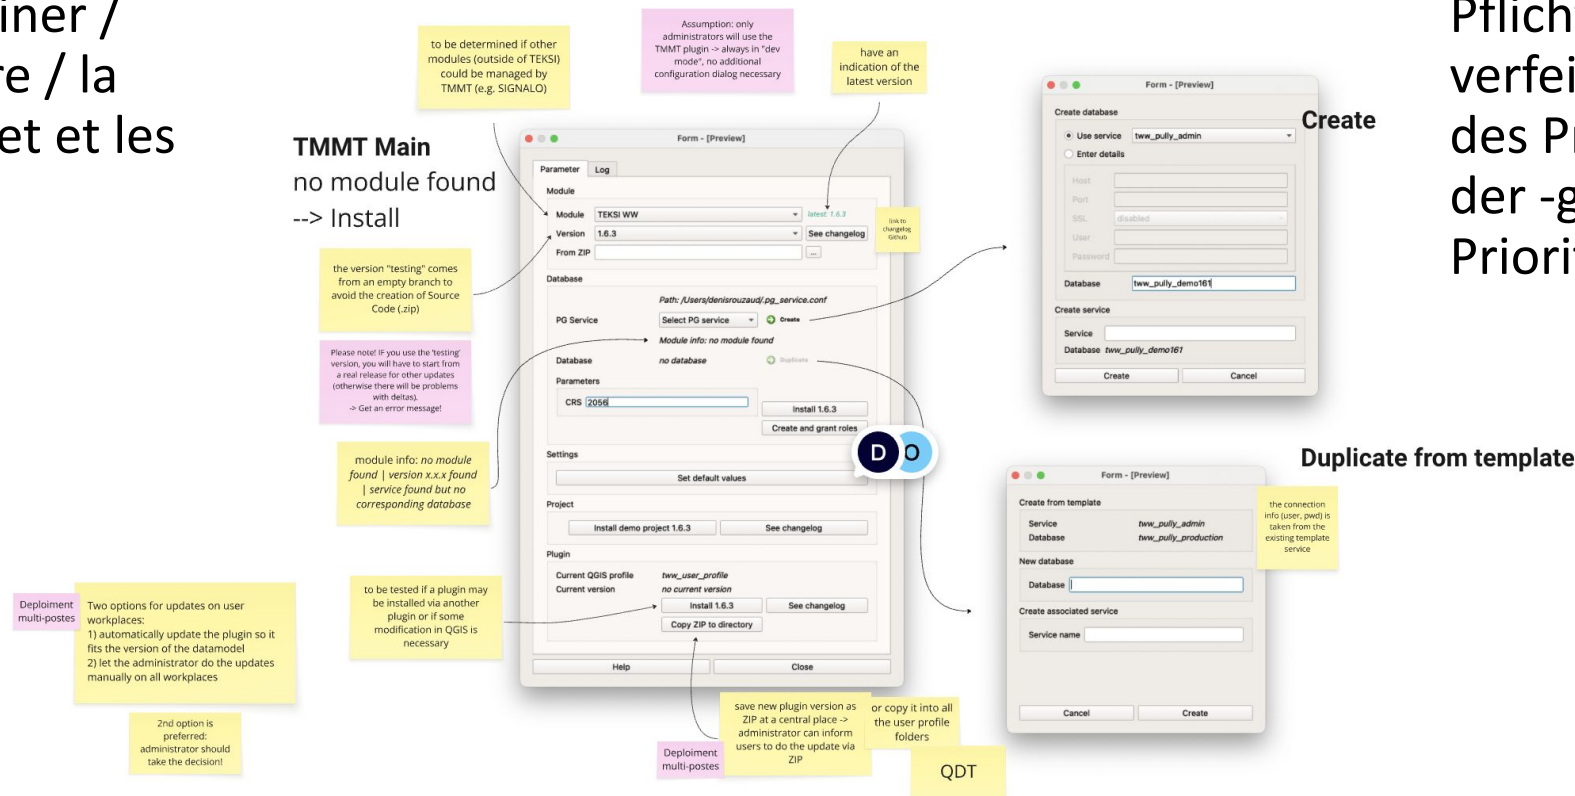 iner /
re / la
et et les
Pflich
verfei
des Pr
der -g
Priorit
to be determined if other
modules (outside of TEKSI)
could be managed by
TMMT (e.g. SIGNALO)
Assumption: only
administrators will use the
TMMT plugin -> always in "dev
mode", no additional
configuration dialog necessary
have an
indication of the
latest version
TMMT Main
no module found
--> Install
the version "testing" comes
from an empty branch to
avoid the creation of Source
Code (.zip)
Please note! IF you use the 'testing'
version, you will have to start from
a real release for other updates
(otherwise there will be problems
with deltas).
-> Get an error message!
module info: no module
found | version x.x.x found
| service found but no
corresponding database
to be tested if a plugin may
be installed via another
plugin or if some
modification in QGIS is
necessary
Deploiment
multi-postes
Two options for updates on user
workplaces:
1) automatically update the plugin so it
fits the version of the datamodel
2) let the administrator do the updates
manually on all workplaces
2nd option is
preferred:
administrator should
take the decision!
Form - [Preview]
Parameter Log
Module
Module TEKSI WW latest: 1.6.3
Version 1.6.3 See changelog
From ZIP ...
link to
changelog
Github
Database
Path: /Users/denisrouzaud/.pg_service.conf
PG Service Select PG service Create
Module info: no module found
Database no database Duplicate
Parameters
CRS 2056
Install 1.6.3
Create and grant roles
D O
Settings
Set default values
Project
Install demo project 1.6.3 See changelog
Plugin
Current QGIS profile tww_user_profile
Current version no current version
Install 1.6.3 See changelog
Copy ZIP to directory
Help Close
Deploiment
multi-postes
save new plugin version as
ZIP at a central place ->
administrator can inform
users to do the update via
ZIP
or copy it into all
the user profile
folders
QDT
Create
Form - [Preview]
Create database
Use service tww_pully_admin
Enter details
Host
Port
SSL disabled
User
Password
Database tww_pully_demo161
Create service
Service
Database tww_pully_demo161
Create Cancel
Duplicate from template
Form - [Preview]
Create from template
Service tww_pully_admin
Database tww_pully_production
New database
Database
Create associated service
Service name
Cancel Create
the connection
info (user, pwd) is
taken from the
existing template
service